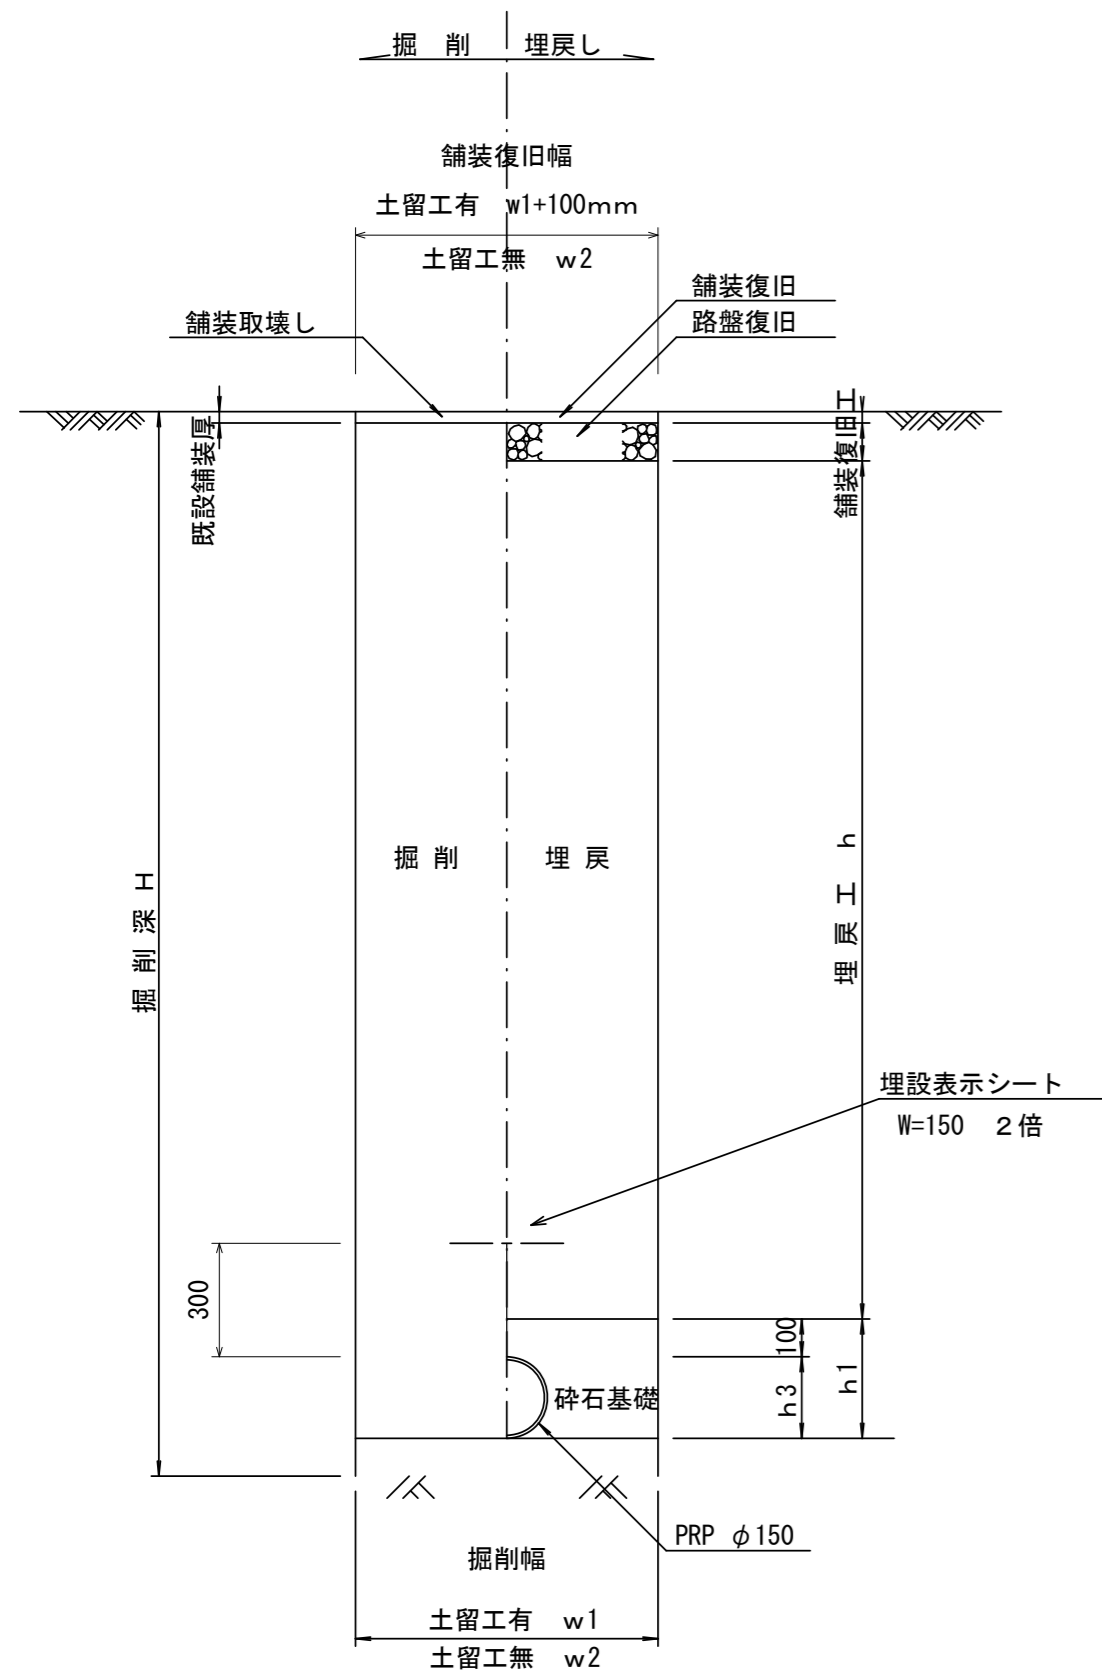 掘　削　埋戻し
舗装復旧幅
土留工有　w1+100mm
土留工無　w2
舗装復旧
路盤復旧
舗装取壊し
既設舗装厚
舗装復旧工
掘 削
埋 戻
掘 削 深 H
埋 戻 工 h
埋設表示シート
W=150　2倍
300
100
h3
h1
砕石基礎
PRP φ150
掘削幅
土留工有　w1
土留工無　w2